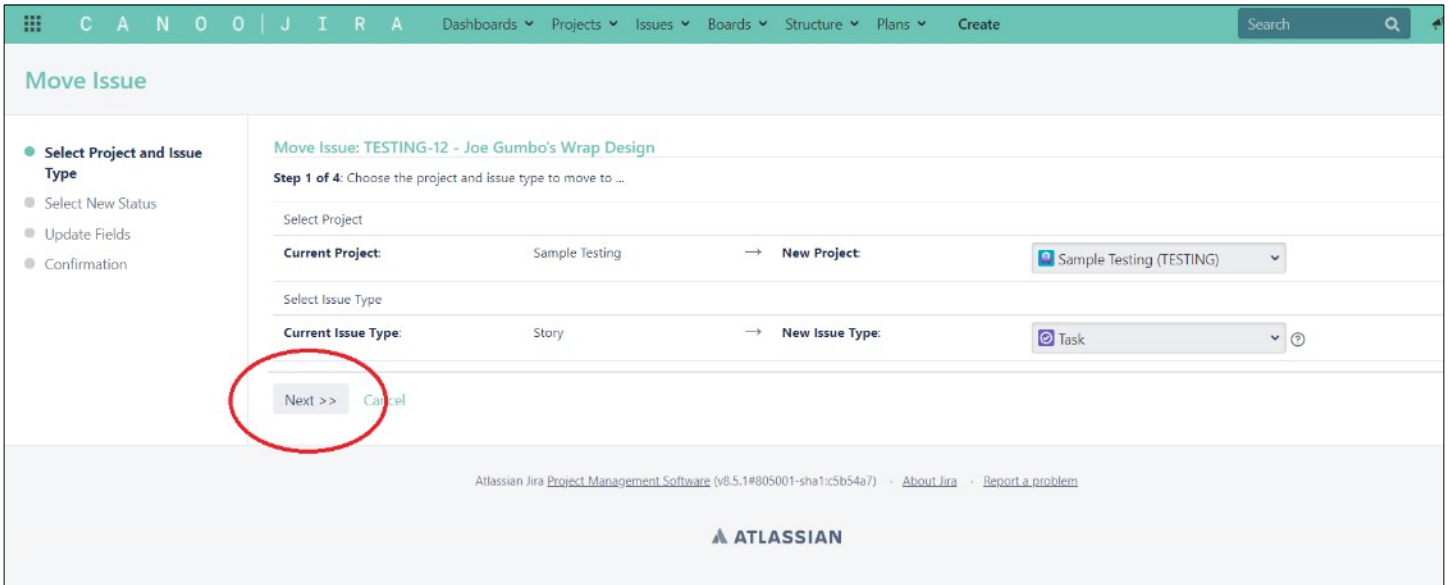 CANOO|JIRA Dashboards Projects Issues Boards Structure Plans Create Search
Move Issue
Select Project and Issue
Type
Select New Status
Update Fields
Confirmation
Move Issue: TESTING-12 - Joe Gumbo's Wrap Design
Step 1 of 4: Choose the project and issue type to move to ...
Select Project
Current Project: Sample Testing → New Project: Sample Testing (TESTING)
Select Issue Type
Current Issue Type: Story → New Issue Type: Task
Next >> Cancel
Atlassian Jira Project Management Software (v8.5.1#805001-sha1:c5b54a7) · About Jira · Report a problem
ATLASSIAN